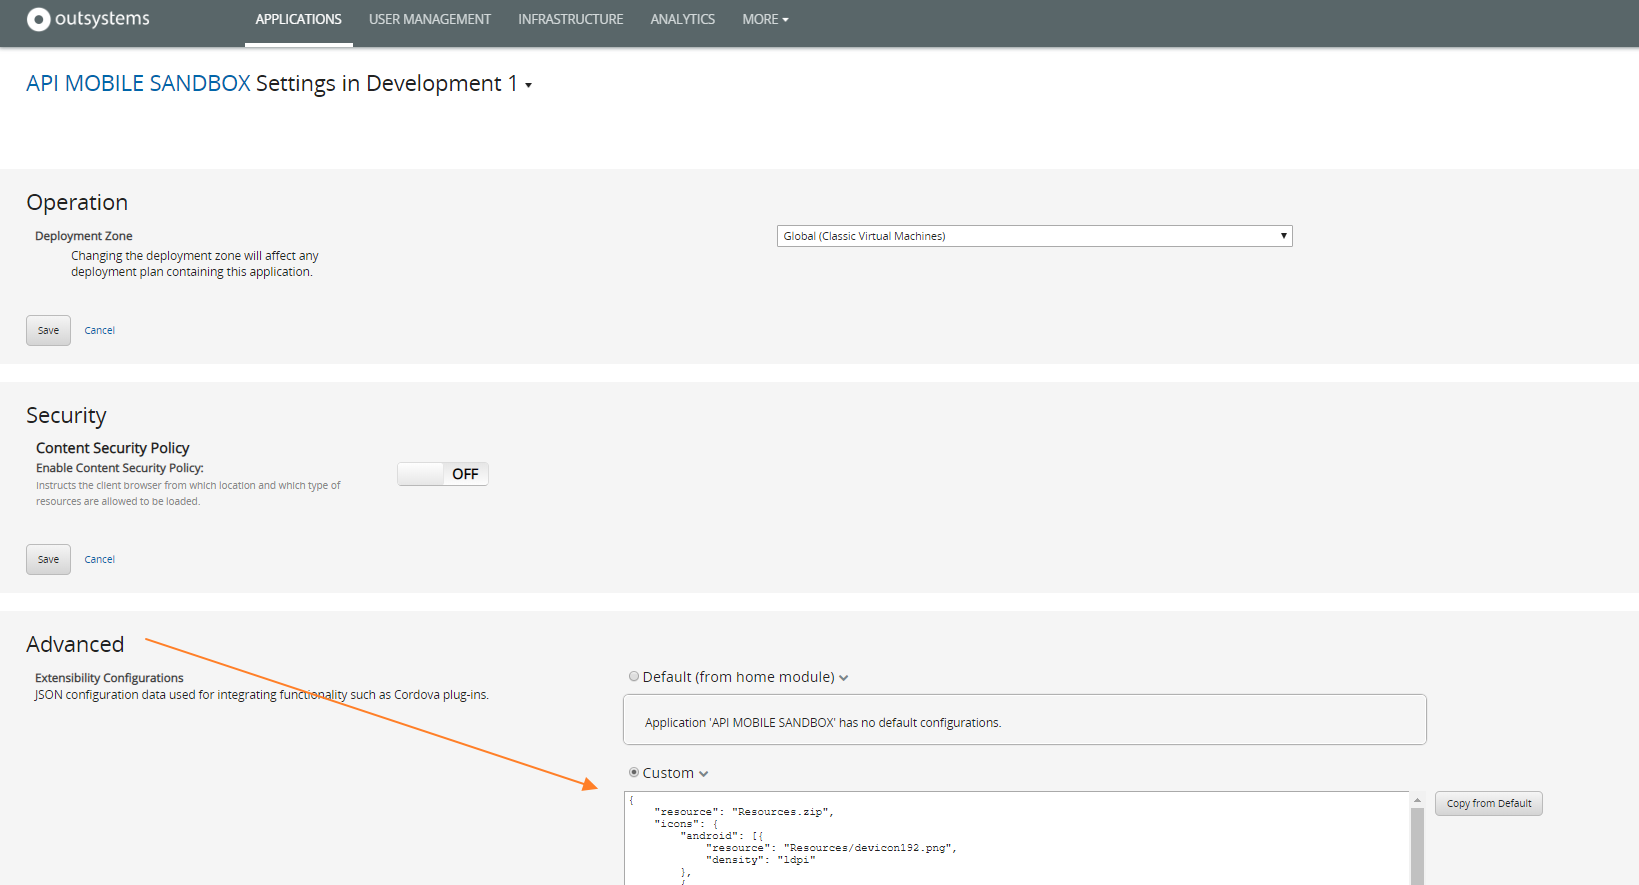 outsystems
APPLICATIONS
USER MANAGEMENT
INFRASTRUCTURE
ANALYTICS
MORE
API MOBILE SANDBOX Settings in Development 1
Operation
Deployment Zone
Changing the deployment zone will affect any
deployment plan containing this application.
Global (Classic Virtual Machines)
Save
Cancel
Security
Content Security Policy
Enable Content Security Policy:
Instructs the client browser from which location and which type of
resources are allowed to be loaded.
OFF
Save
Cancel
Advanced
Extensibility Configurations
JSON configuration data used for integrating functionality such as Cordova plug-ins.
Default (from home module)
Application 'API MOBILE SANDBOX' has no default configurations.
Custom
{
"resource": "Resources.zip",
"icons": {
"android": [{
"resource": "Resources/devicon192.png",
"density": "ldpi"
},
{
Copy from Default